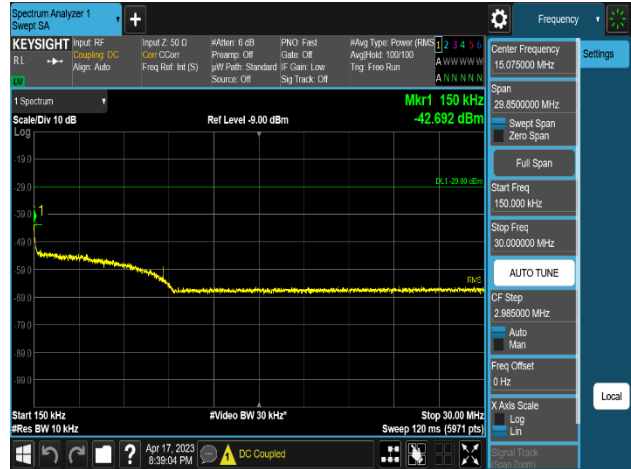 Spectrum Analyzer 1
Swept SA
Frequency
KEYSIGHT
RL
Input: RF
Coupling: DC
Align: Auto
Input Z: 50 Ω
Corr CCorr
Freq Ref: Int (S)
#Atten: 6 dB
Preamp: Off
µW Path: Standard
Source: Off
PNO: Fast
Gate: Off
IF Gain: Low
Sig Track: Off
#Avg Type: Power (RMS
Avg|Hold: 100/100
Trig: Free Run
1 2 3 4 5 6
A W W W W W
A N N N N N
1 Spectrum
Scale/Div 10 dB
Ref Level -9.00 dBm
Mkr1 150 kHz
-42.692 dBm
Log
-19.0
-29.0
-39.0
-49.0
-59.0
-69.0
-79.0
-89.0
-99.0
DL1 -29.00 dBm
1
RMS
Start 150 kHz
#Res BW 10 kHz
#Video BW 30 kHz*
Stop 30.00 MHz
Sweep 120 ms (5971 pts)
Center Frequency
15.075000 MHz
Span
29.8500000 MHz
Swept Span
Zero Span
Full Span
Start Freq
150.000 kHz
Stop Freq
30.000000 MHz
AUTO TUNE
CF Step
2.985000 MHz
Auto
Man
Freq Offset
0 Hz
X Axis Scale
Log
Lin
Signal Track
(Span Zoom)
Settings
Local
?
Apr 17, 2023
8:39:04 PM
DC Coupled